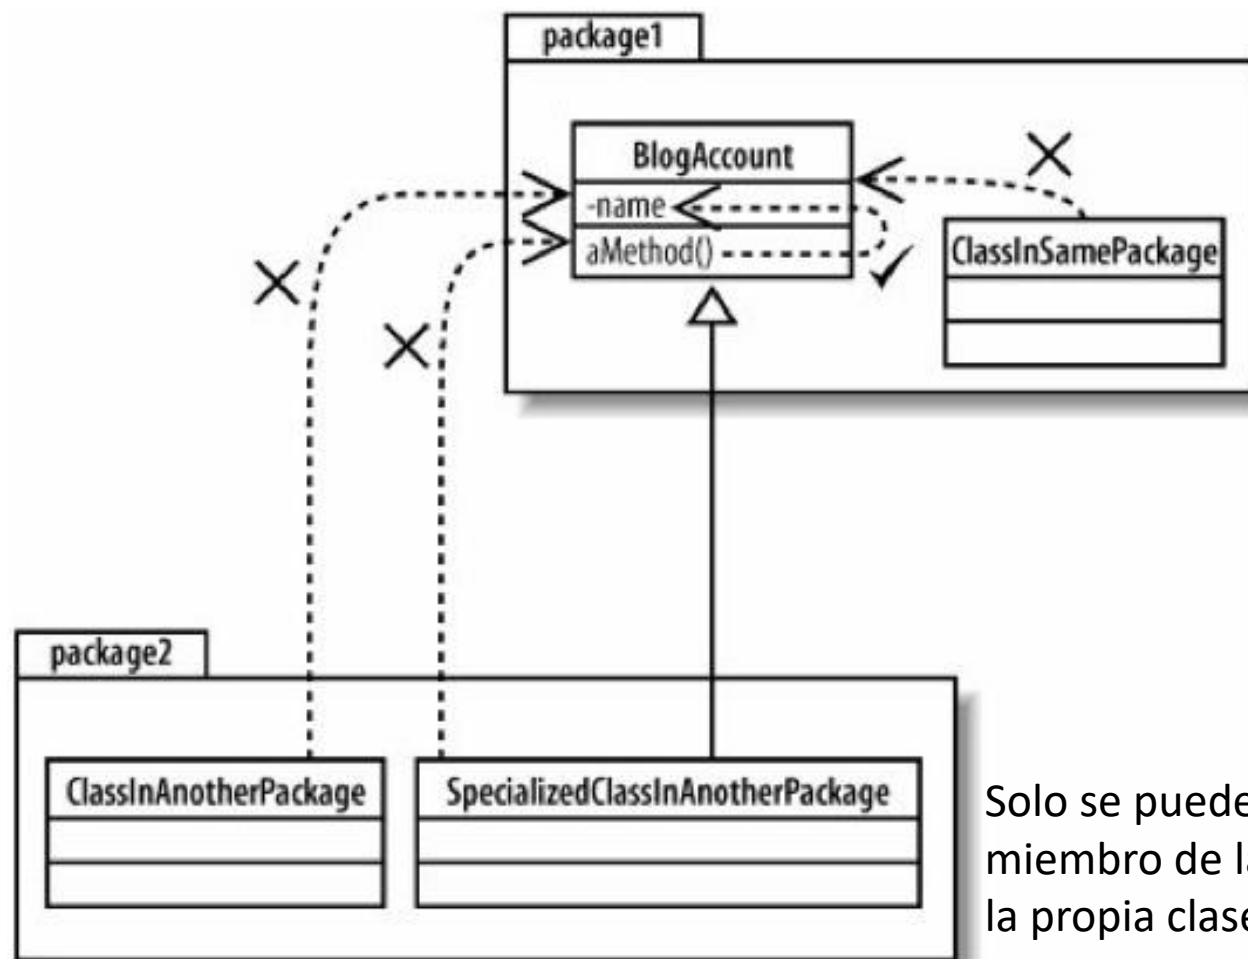 package1
BlogAccount
-name
aMethod()
ClassInSamePackage
package2
ClassInAnotherPackage
SpecializedClassInAnotherPackage
Solo se puede
miembro de la
la propia clase